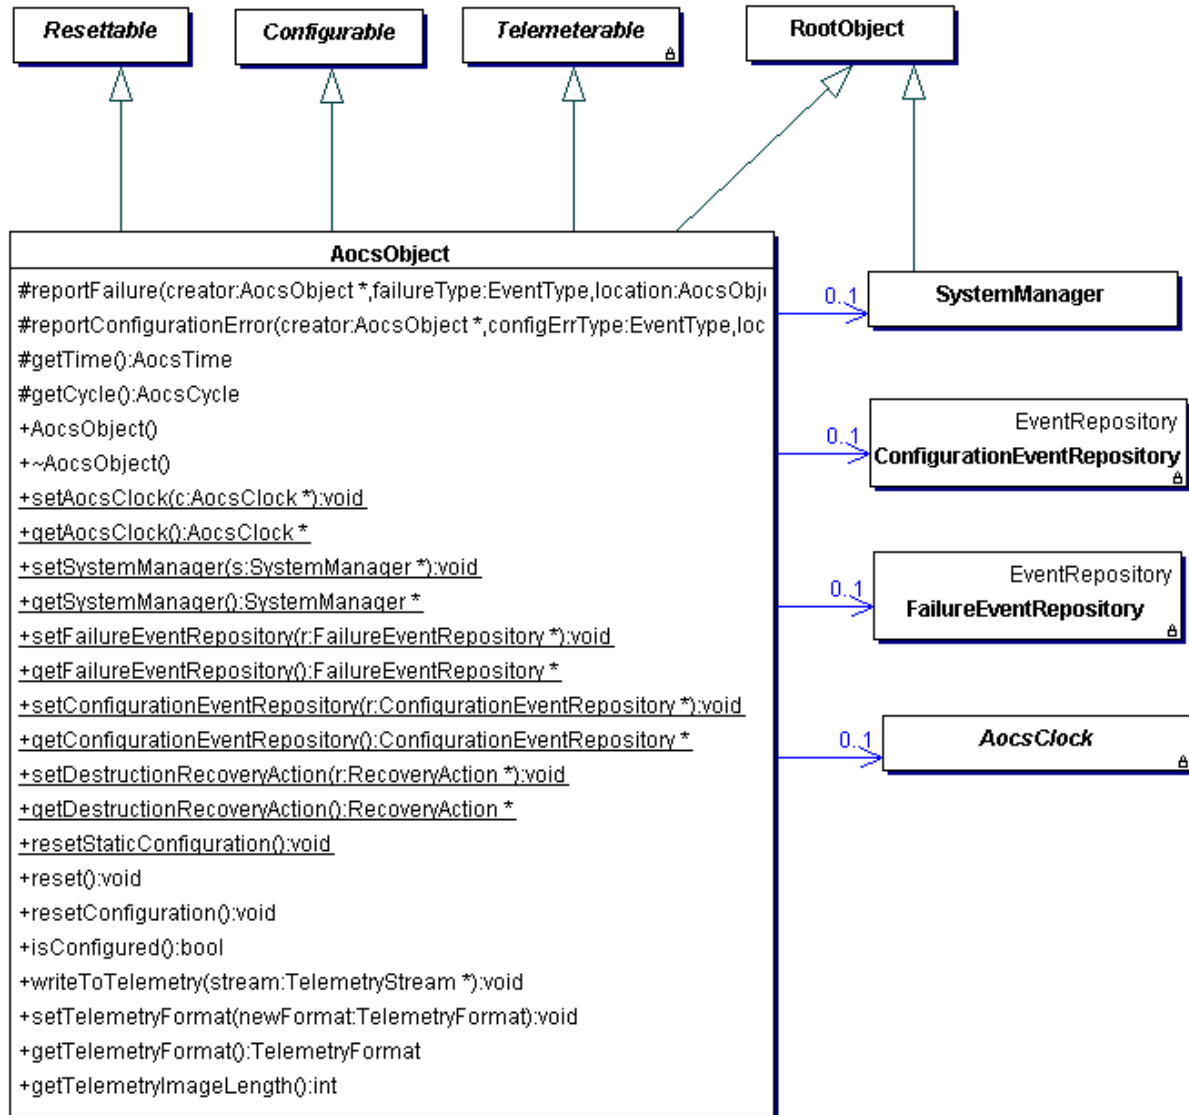 Resettable
Configurable
Telemeterable
RootObject
AocsObject
#reportFailure(creator:AocsObject *,failureType:EventType,location:AocsObj
#reportConfigurationError(creator:AocsObject *,configErrType:EventType,loc
#getTime():AocsTime
#getCycle():AocsCycle
+AocsObject()
+~AocsObject()
+setAocsClock(c:AocsClock *):void
+getAocsClock():AocsClock *
+setSystemManager(s:SystemManager *):void
+getSystemManager():SystemManager *
+setFailureEventRepository(r:FailureEventRepository *):void
+getFailureEventRepository():FailureEventRepository *
+setConfigurationEventRepository(r:ConfigurationEventRepository *):void
+getConfigurationEventRepository():ConfigurationEventRepository *
+setDestructionRecoveryAction(r:RecoveryAction *):void
+getDestructionRecoveryAction():RecoveryAction *
+resetStaticConfiguration():void
+reset():void
+resetConfiguration():void
+isConfigured():bool
+writeToTelemetry(stream:TelemetryStream *):void
+setTelemetryFormat(newFormat:TelemetryFormat):void
+getTelemetryFormat():TelemetryFormat
+getTelemetryImageLength():int
0..1
SystemManager
0..1
EventRepository
ConfigurationEventRepository
0..1
EventRepository
FailureEventRepository
0..1
AocsClock